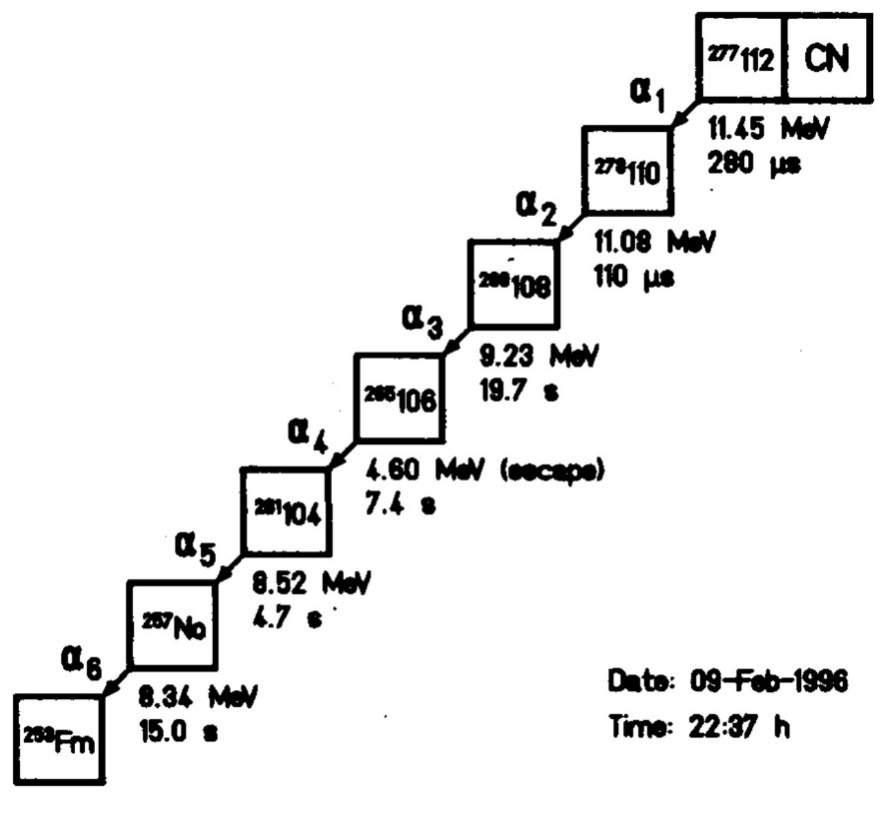 277112 CN
α1
11.45 MeV
280 μs
273110
α2
11.08 MeV
110 μs
269108
α3
9.23 MeV
19.7 s
265106
α4
4.60 MeV (escape)
7.4 s
261104
α5
8.52 MeV
4.7 s
257No
α6
8.34 MeV
15.0 s
253Fm
Date: 09-Feb-1996
Time: 22:37 h